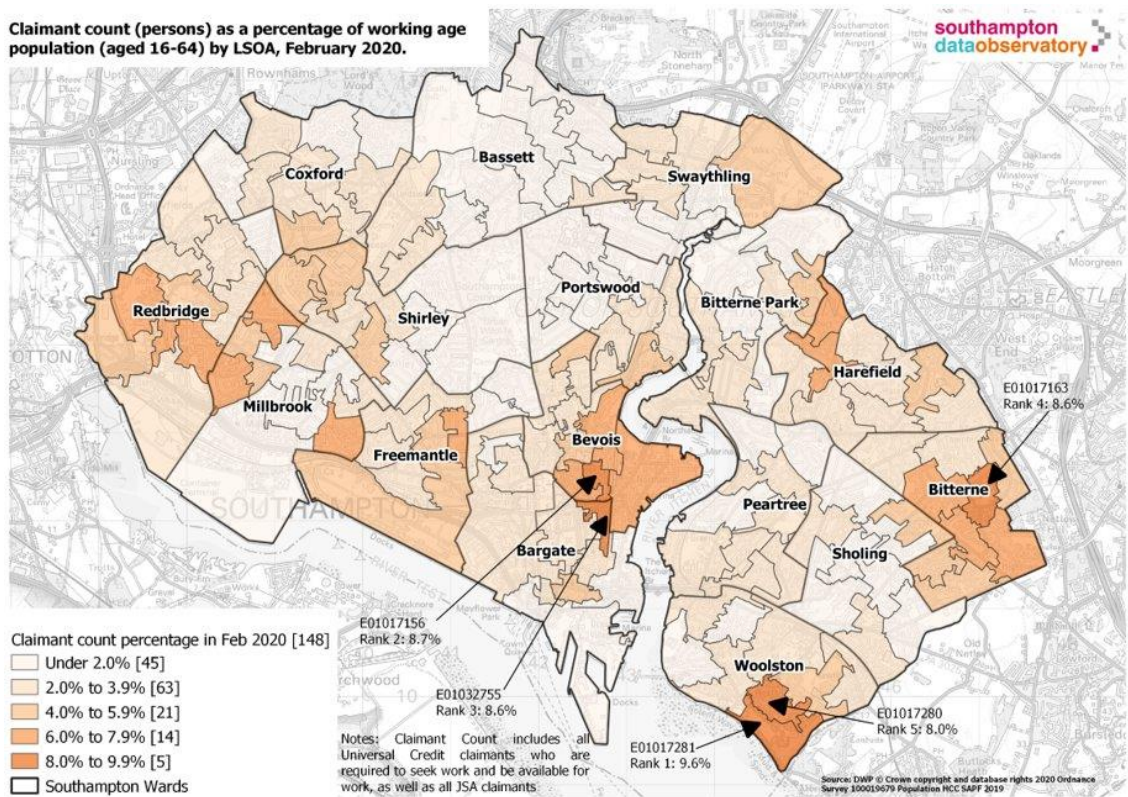 Claimant count (persons) as a percentage of working age
population (aged 16-64) by LSOA, February 2020.
southampton
dataobservatory
Rownhams
North
Stoneham
Nursling
Bassett
Swaythling
Coxford
Portswood
Bitterne Park
Redbridge
Shirley
Harefield
West
End
Millbrook
E01017163
Rank 4: 8.6%
Bevois
Freemantle
Bitterne
SOUTHAMPTON
Peartree
Sholing
Bargate
E01017156
Rank 2: 8.7%
Woolston
E01032755
Rank 3: 8.6%
E01017280
Rank 5: 8.0%
E01017281
Rank 1: 9.6%
Claimant count percentage in Feb 2020 [148]
Under 2.0% [45]
2.0% to 3.9% [63]
4.0% to 5.9% [21]
6.0% to 7.9% [14]
8.0% to 9.9% [5]
Southampton Wards
Notes: Claimant Count includes all
Universal Credit claimants who are
required to seek work and be available for
work, as well as all JSA claimants
Source: DWP © Crown copyright and database rights 2020 Ordnance
Survey 100019679 Population HCC SAPF 2019